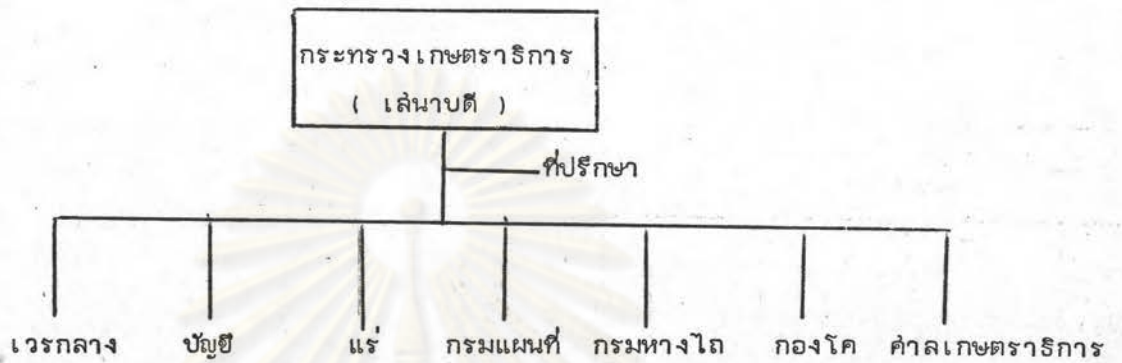 กระทรวงเกษตราธิการ
( เสนาบดี )
ที่ปรึกษา
เวรกลาง บัญชี แร่ กรมแผนที่ กรมหางไถ กองโค ศาลเกษตราธิการ